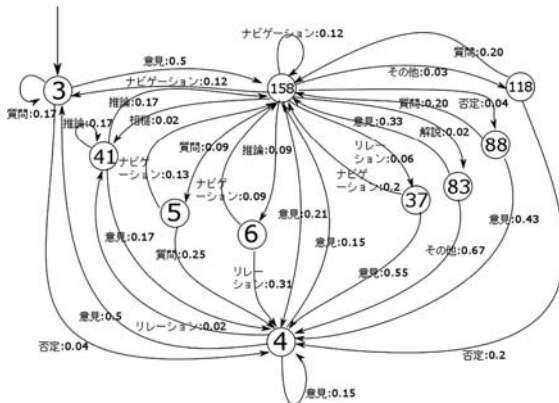 ナビゲーション:0.12
質問:0.20
意見:0.5
その他:0.03
118
ナビゲーション:0.12
3
158
質問:0.17
推論:0.17
質問:0.20
否定:0.04
推論:0.17
相槌:0.02
意見:0.33
解説:0.02
88
41
質問:0.09
推論:0.09
リレー
ション:0.06
ナビゲ
ーション:0.13
ナビゲ
ーション:0.09
ナビゲ
ーション:0.2
83
37
5
6
意見:0.17
意見:0.21
意見:0.15
意見:0.43
質問:0.25
その他:0.67
リレー
ション:0.31
意見:0.55
意見:0.5
リレーション:0.02
4
否定:0.04
否定:0.2
意見:0.15